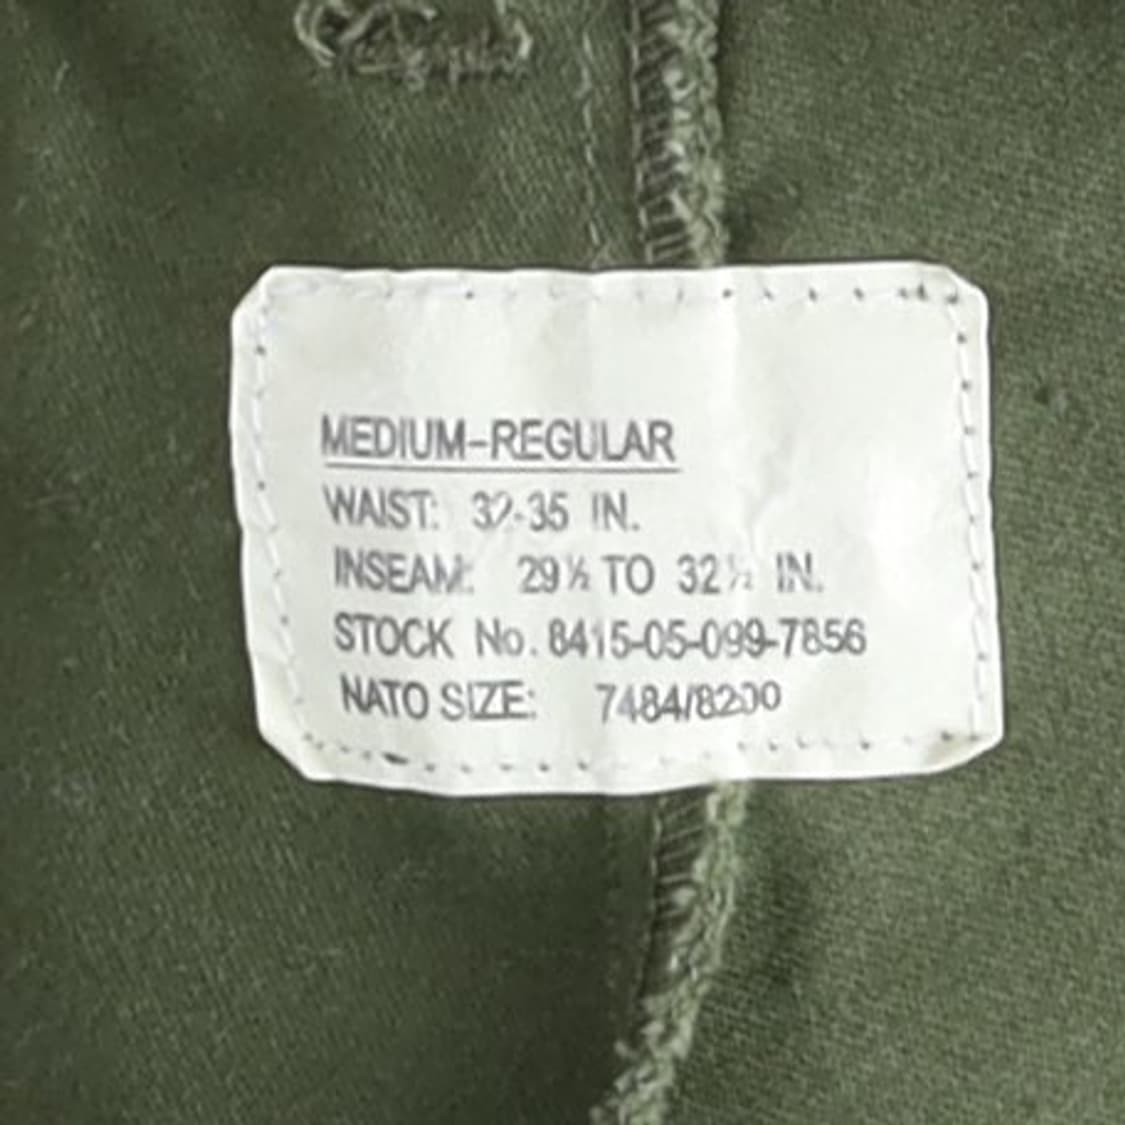 MEDIUM-REGULAR
WAIST: 32-35 IN.
INSEAM: 29½ TO 32½ IN.
STOCK No. 8415-05-099-7856
NATO SIZE: 7484/8200